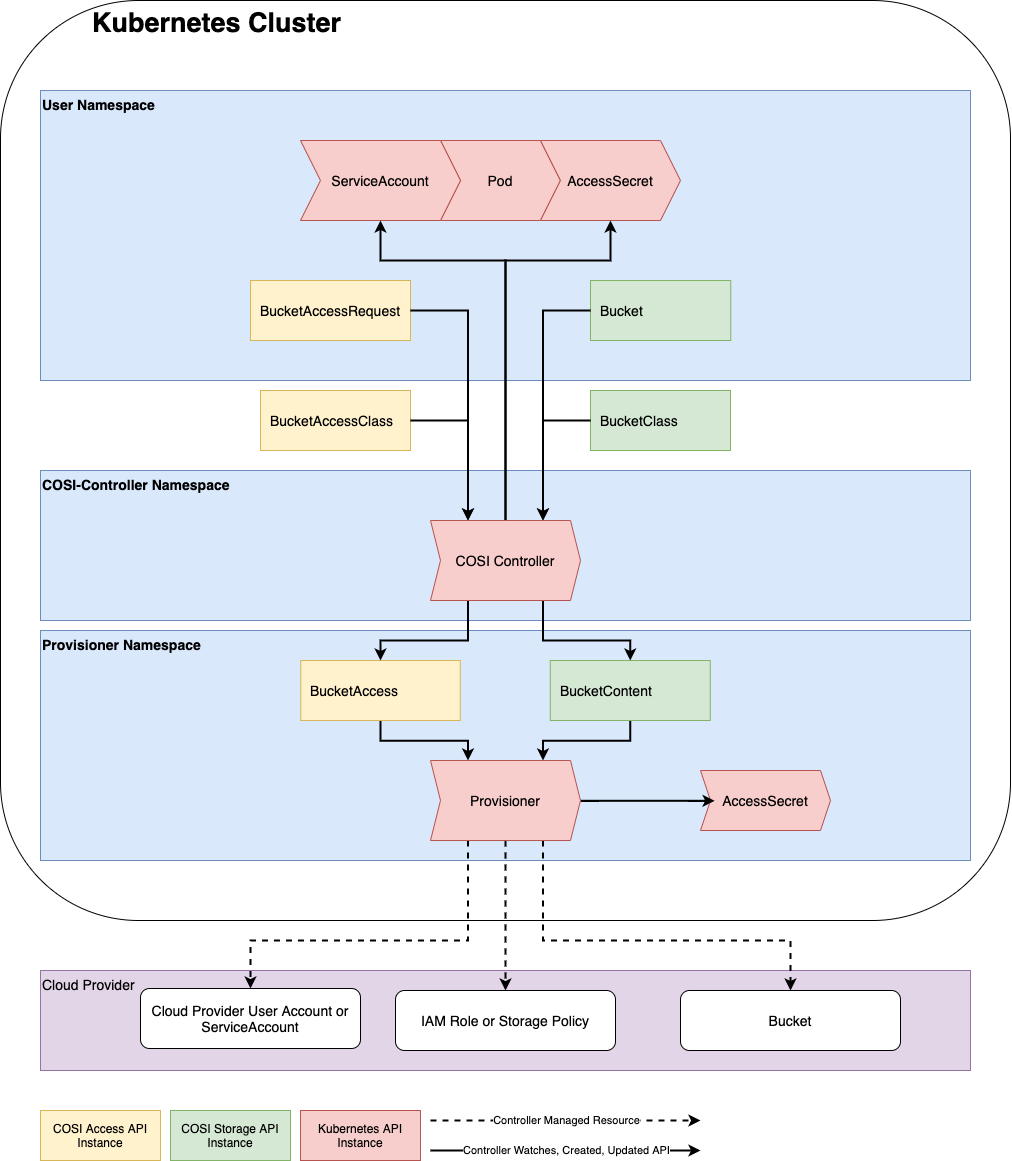 Kubernetes Cluster
User Namespace
ServiceAccount
Pod
AccessSecret
BucketAccessRequest
Bucket
BucketAccessClass
BucketClass
COSI-Controller Namespace
COSI Controller
Provisioner Namespace
BucketAccess
BucketContent
Provisioner
AccessSecret
Cloud Provider
Cloud Provider User Account or
ServiceAccount
IAM Role or Storage Policy
Bucket
COSI Access API
Instance
COSI Storage API
Instance
Kubernetes API
Instance
Controller Managed Resource
Controller Watches, Created, Updated API